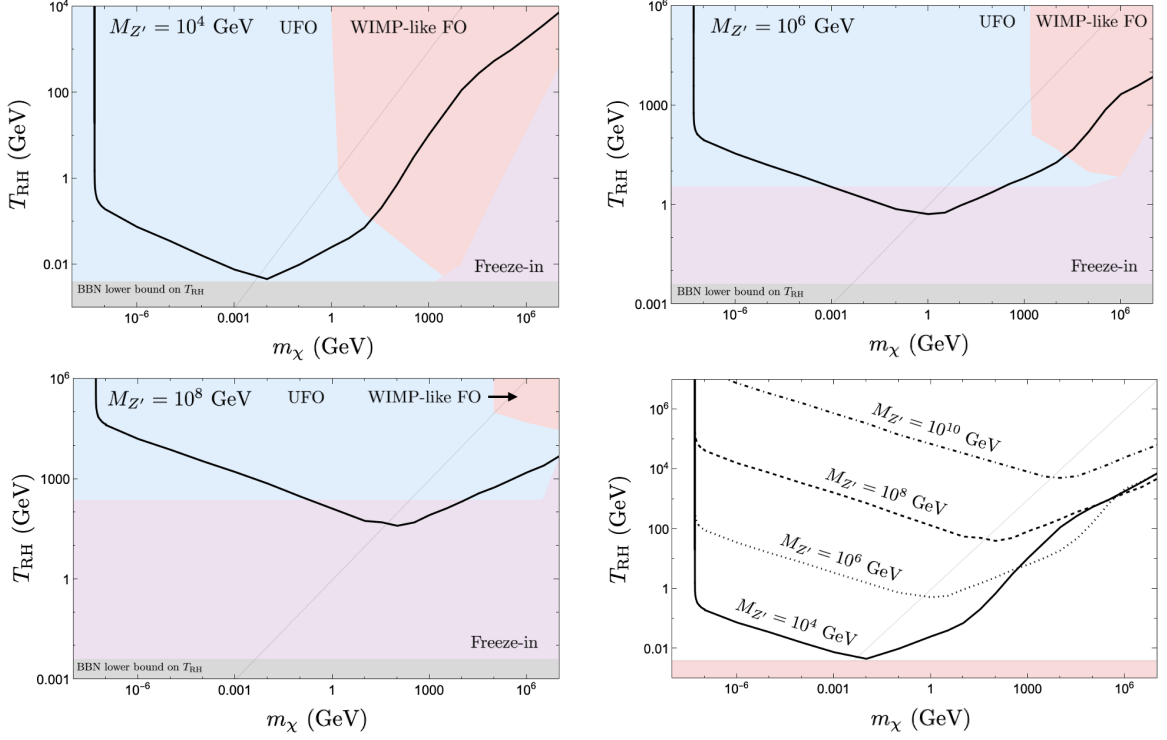 M_{Z'} = 10^4 GeV UFO WIMP-like FO
10^4
100
1
0.01
T_RH (GeV)
Freeze-in
BBN lower bound on T_RH
10^-6 0.001 1 1000 10^6
m_χ (GeV)
M_{Z'} = 10^6 GeV UFO WIMP-like FO
10^6
1000
1
0.001
T_RH (GeV)
Freeze-in
BBN lower bound on T_RH
10^-6 0.001 1 1000 10^6
m_χ (GeV)
M_{Z'} = 10^8 GeV UFO WIMP-like FO
10^6
1000
1
0.001
T_RH (GeV)
Freeze-in
BBN lower bound on T_RH
10^-6 0.001 1 1000 10^6
m_χ (GeV)
10^6
10^4
100
1
0.01
T_RH (GeV)
M_{Z'} = 10^10 GeV
M_{Z'} = 10^8 GeV
M_{Z'} = 10^6 GeV
M_{Z'} = 10^4 GeV
10^-6 0.001 1 1000 10^6
m_χ (GeV)